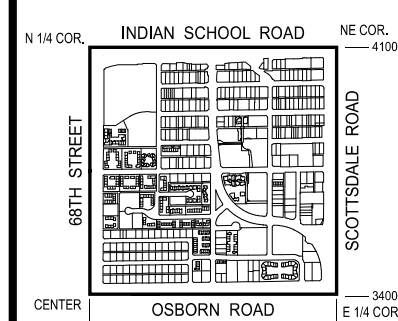 N 1/4 COR.
INDIAN SCHOOL ROAD
NE COR.
4100
68TH STREET
SCOTTSDALE ROAD
3400
CENTER
OSBORN ROAD
E 1/4 COR